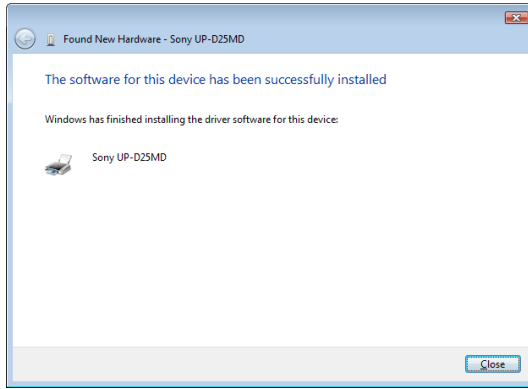 Found New Hardware - Sony UP-D25MD
The software for this device has been successfully installed
Windows has finished installing the driver software for this device:
Sony UP-D25MD
Close